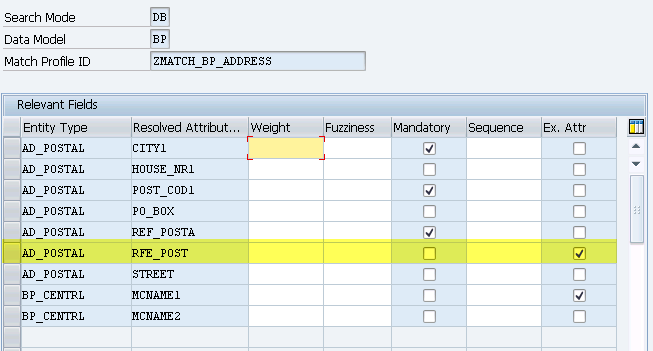 Search Mode DB
Data Model BP
Match Profile ID ZMATCH_BP_ADDRESS
Relevant Fields
Entity Type Resolved Attribut... Weight Fuzziness Mandatory Sequence Ex. Attr
AD_POSTAL CITY1
AD_POSTAL HOUSE_NR1
AD_POSTAL POST_COD1
AD_POSTAL PO_BOX
AD_POSTAL REF_POSTA
AD_POSTAL RFE_POST
AD_POSTAL STREET
BP_CENTRL MCNAME1
BP_CENTRL MCNAME2